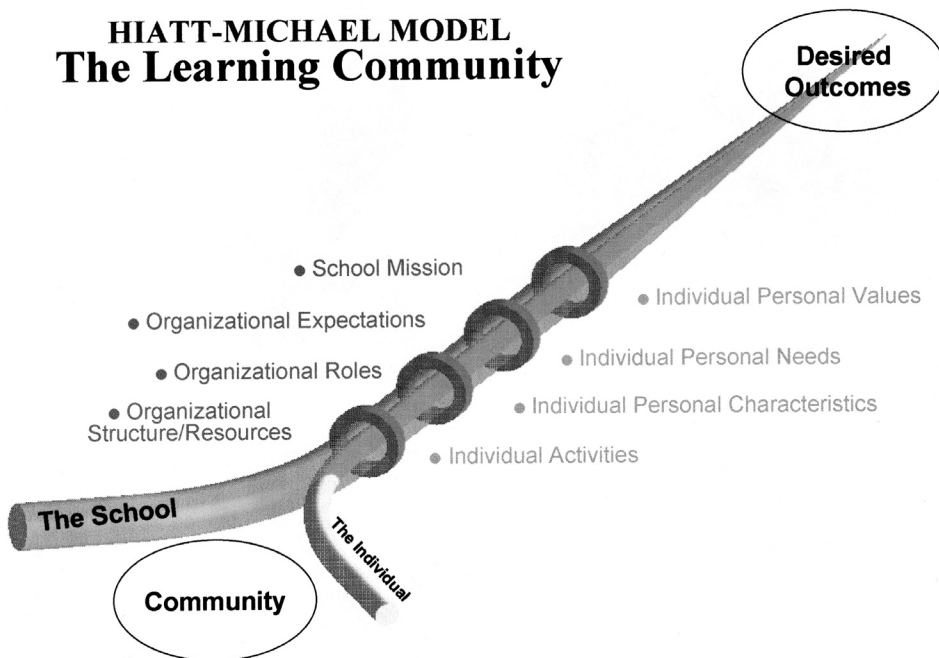 HIATT-MICHAEL MODEL
The Learning Community
Desired
Outcomes
● School Mission
● Individual Personal Values
● Organizational Expectations
● Individual Personal Needs
● Organizational Roles
● Individual Personal Characteristics
● Organizational
Structure/Resources
● Individual Activities
The School
The Individual
Community